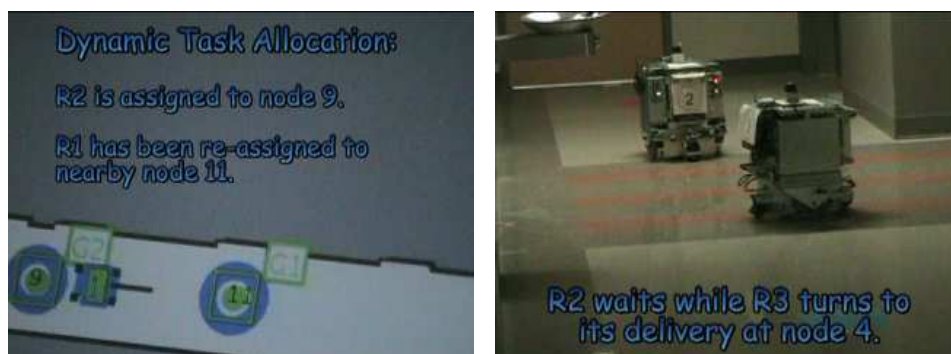 Dynamic Task Allocation:
R2 is assigned to node 9.
R1 has been re-assigned to
nearby node 11.
G2
G1
9
11
2
R2 waits while R3 turns to
its delivery at node 4.